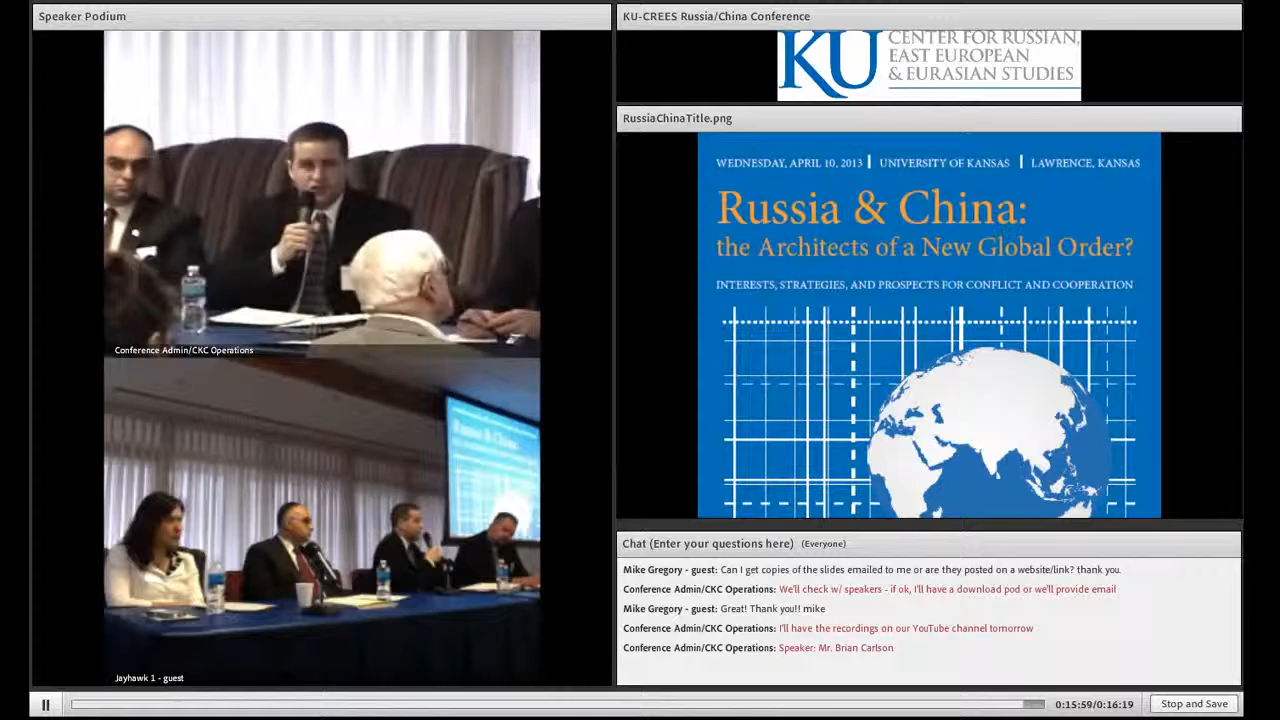 Speaker Podium
Conference Admin/CKC Operations
Russia & China:
Jayhawk 1 - guest
KU-CREES Russia/China Conference
KU
CENTER FOR RUSSIAN,
EAST EUROPEAN
& EURASIAN STUDIES
RussiaChinaTitle.png
WEDNESDAY, APRIL 10, 2013 | UNIVERSITY OF KANSAS | LAWRENCE, KANSAS
Russia & China:
the Architects of a New Global Order?
INTERESTS, STRATEGIES, AND PROSPECTS FOR CONFLICT AND COOPERATION
Chat (Enter your questions here) (Everyone)
Mike Gregory - guest: Can I get copies of the slides emailed to me or are they posted on a website/link? thank you.
Conference Admin/CKC Operations: We'll check w/ speakers - if ok, I'll have a download pod or we'll provide email
Mike Gregory - guest: Great! Thank you!! mike
Conference Admin/CKC Operations: I'll have the recordings on our YouTube channel tomorrow
Conference Admin/CKC Operations: Speaker: Mr. Brian Carlson
0:15:59/0:16:19
Stop and Save